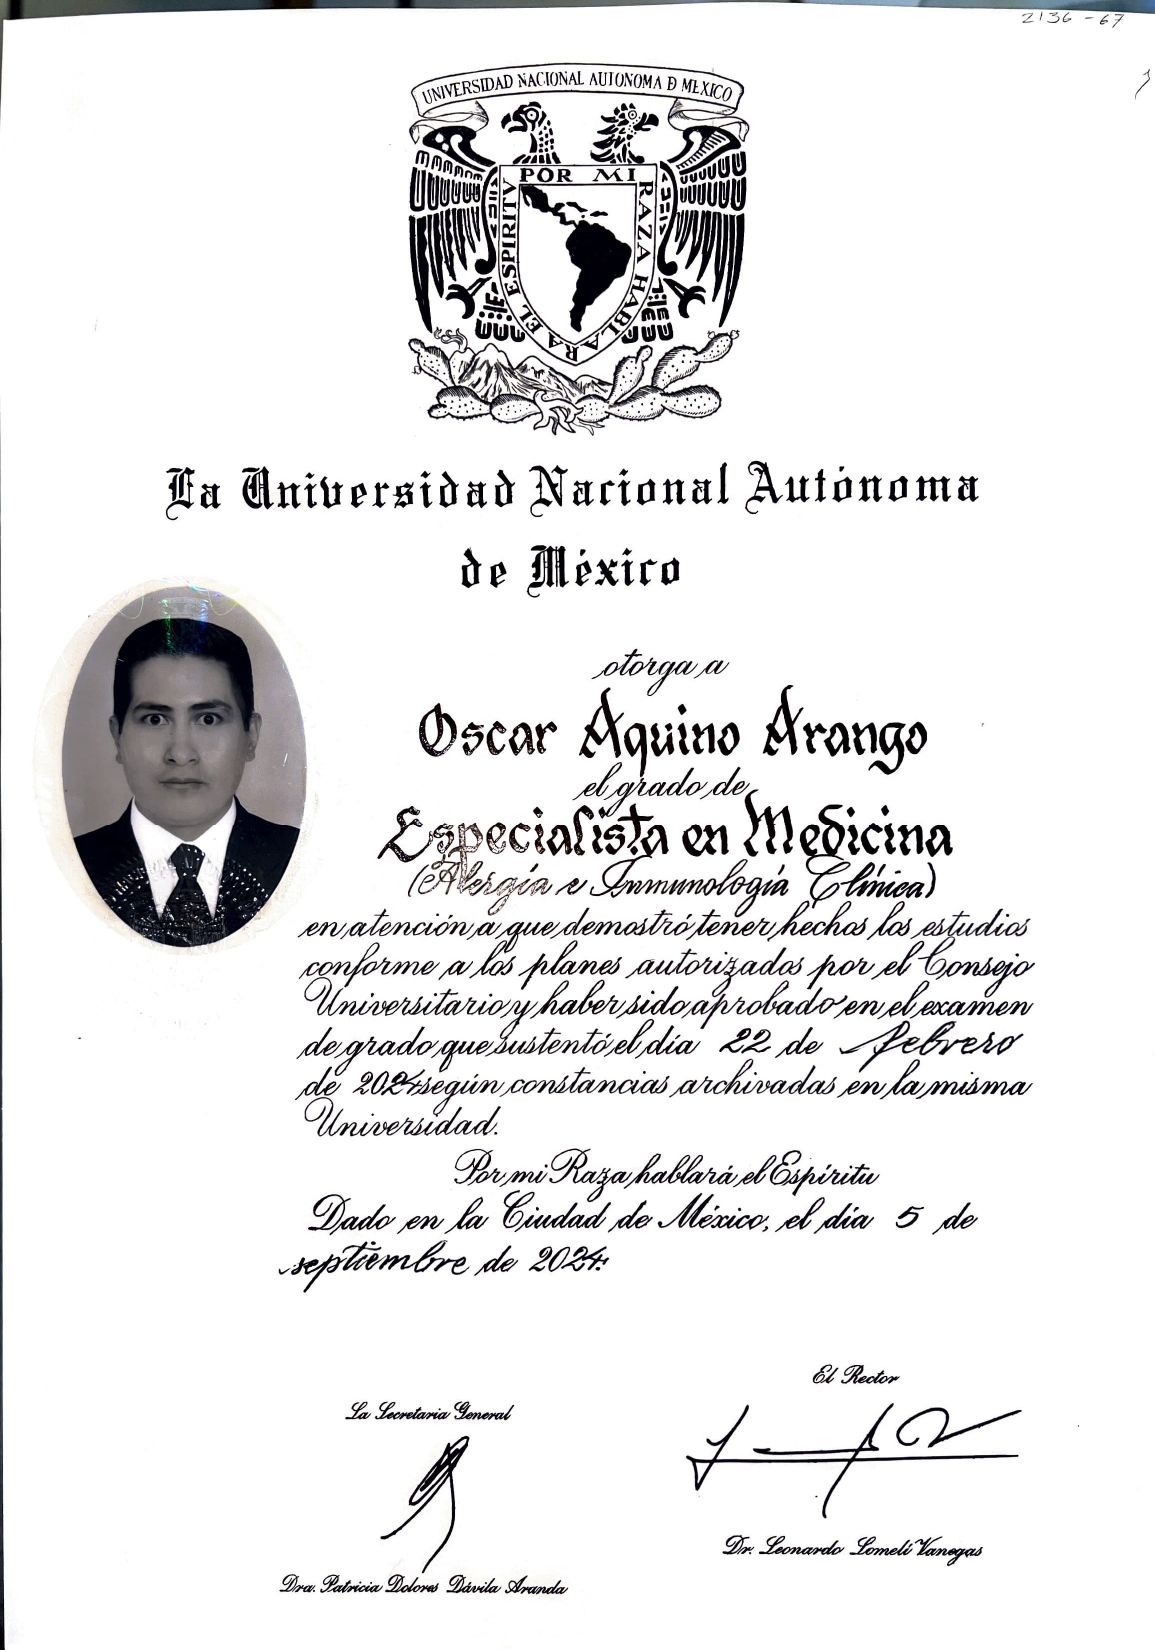 2136-67
UNIVERSIDAD NACIONAL AUTONOMA D MEXICO
POR MI RAZA HABLARA EL ESPIRITU
La Universidad Nacional Autónoma
de México
otorga a
Oscar Aquino Arango
el grado de
Especialista en Medicina
(Alergia e Inmunología Clínica)
en atención a que demostró tener hechos los estudios
conforme a los planes autorizados por el Consejo
Universitario y haber sido aprobado en el examen
de grado que sustentó el día 22 de febrero
de 2024 según constancias archivadas en la misma
Universidad.
Por mi Raza hablará el Espíritu
Dado en la Ciudad de México, el día 5 de
septiembre de 2024.
El Rector
La Secretaria General
Dr. Leonardo Lomelí Vanegas
Dra. Patricia Dolores Dávila Aranda